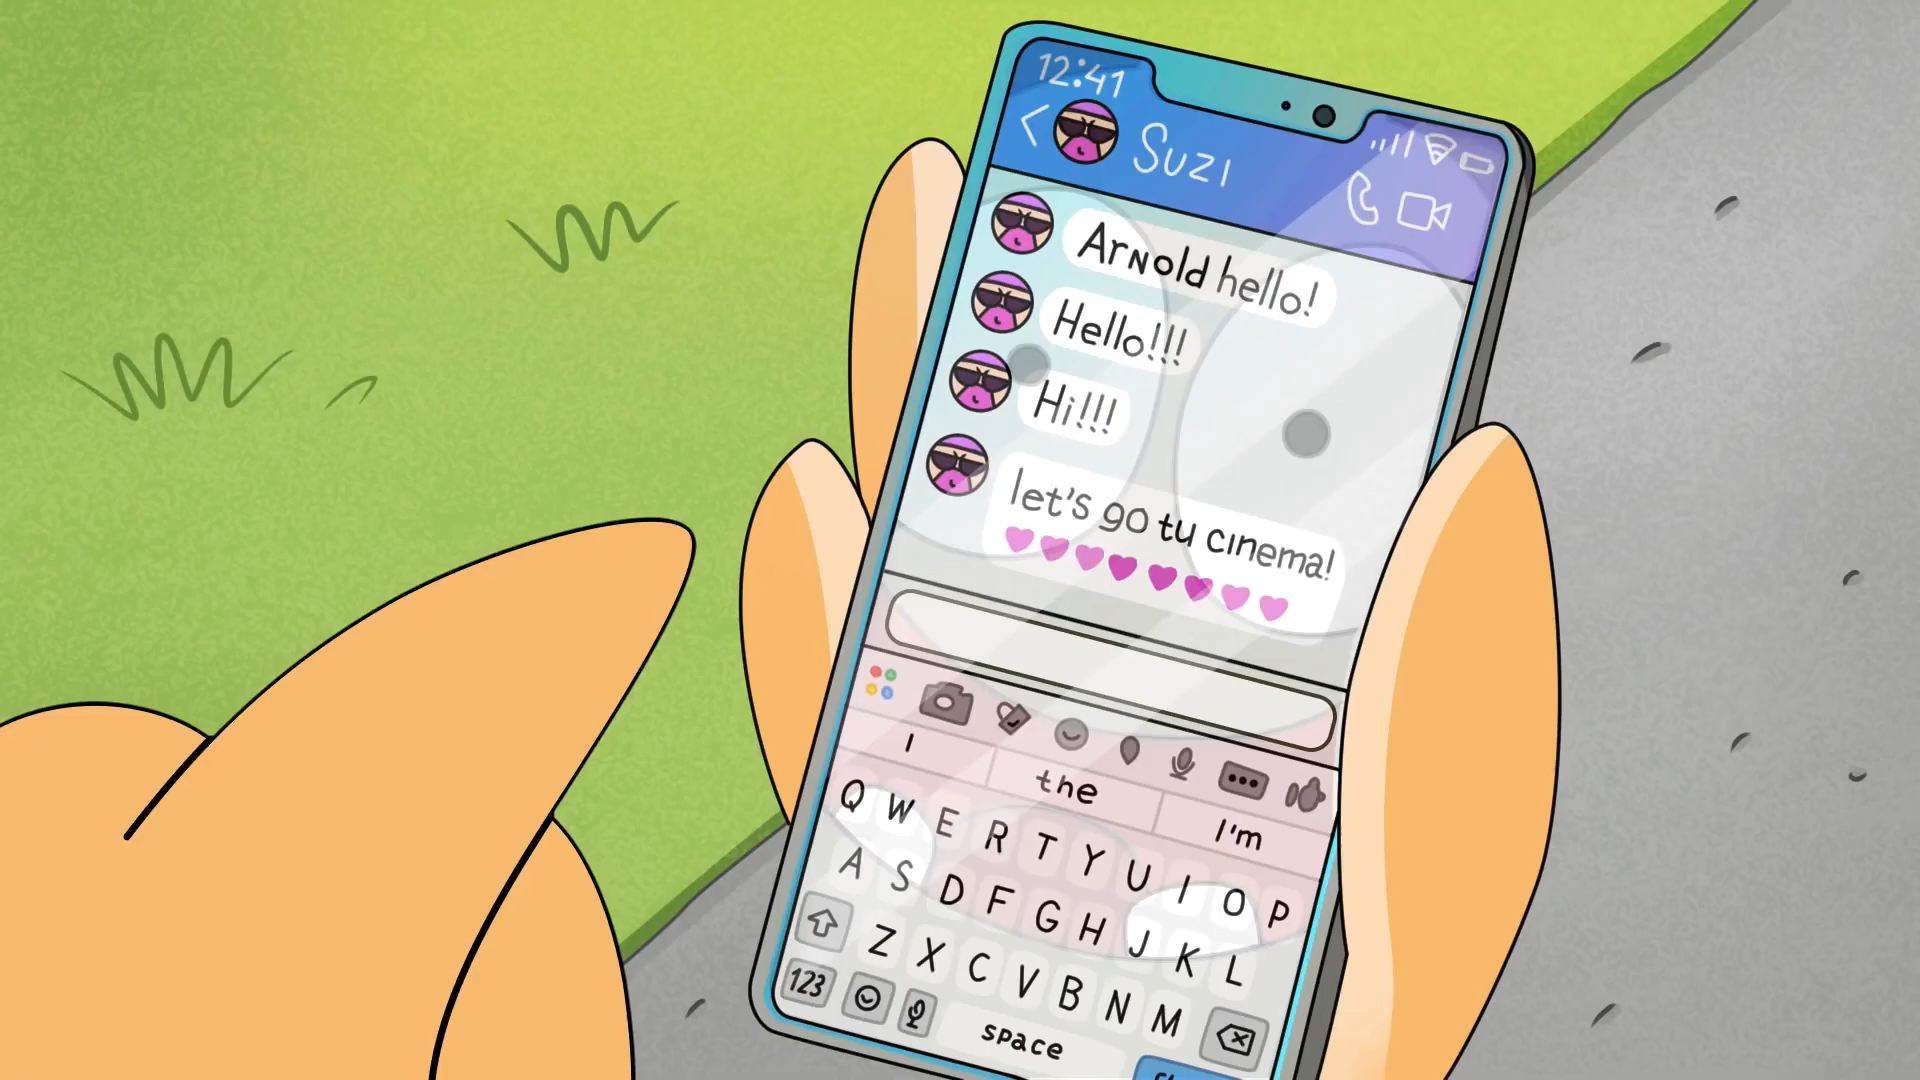 12:41
Suzi
Arnold hello!
Hello!!!
Hi!!!
let's go tu cinema!
I the I'm
Q W E R T Y U I O P
A S D F G H J K L
Z X C V B N M
123 space